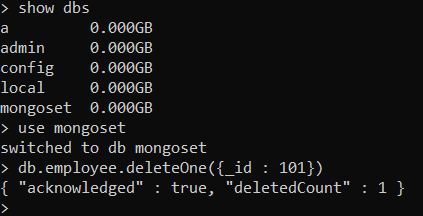 > show dbs
a         0.000GB
admin     0.000GB
config    0.000GB
local     0.000GB
mongoset  0.000GB
> use mongoset
switched to db mongoset
> db.employee.deleteOne({_id : 101})
{ "acknowledged" : true, "deletedCount" : 1 }
>